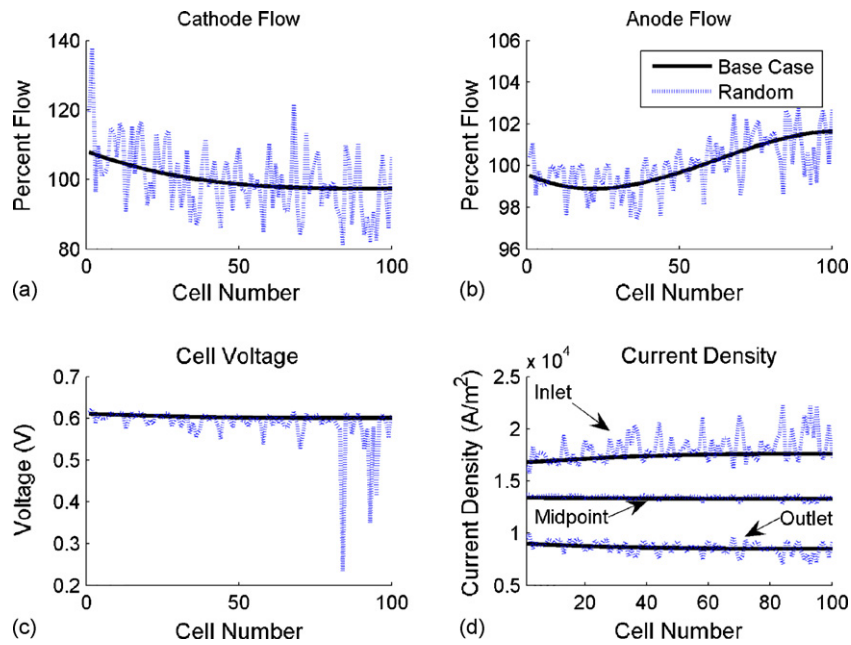 Cathode Flow
140
120
100
80
Percent Flow
0
50
100
Cell Number
(a)
Anode Flow
106
104
102
100
98
96
Percent Flow
Base Case
Random
0
50
100
Cell Number
(b)
Cell Voltage
0.7
0.6
0.5
0.4
0.3
0.2
Voltage (V)
0
50
100
Cell Number
(c)
x 10^4
Current Density
2.5
2
1.5
1
0.5
Current Density (A/m²)
Inlet
Midpoint
Outlet
20
40
60
80
100
Cell Number
(d)